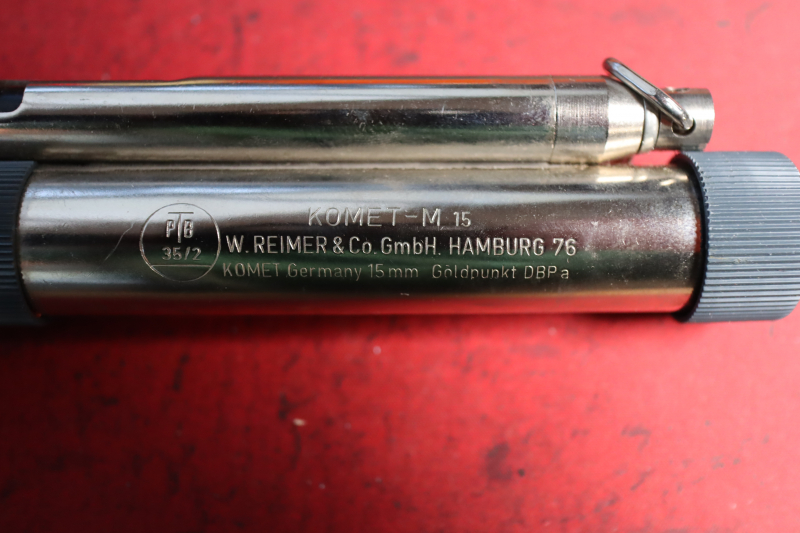 KOMET-M 15
PTB
35/2
W. REIMER & Co. GmbH. HAMBURG 76
KOMET Germany 15mm Goldpunkt DBPa